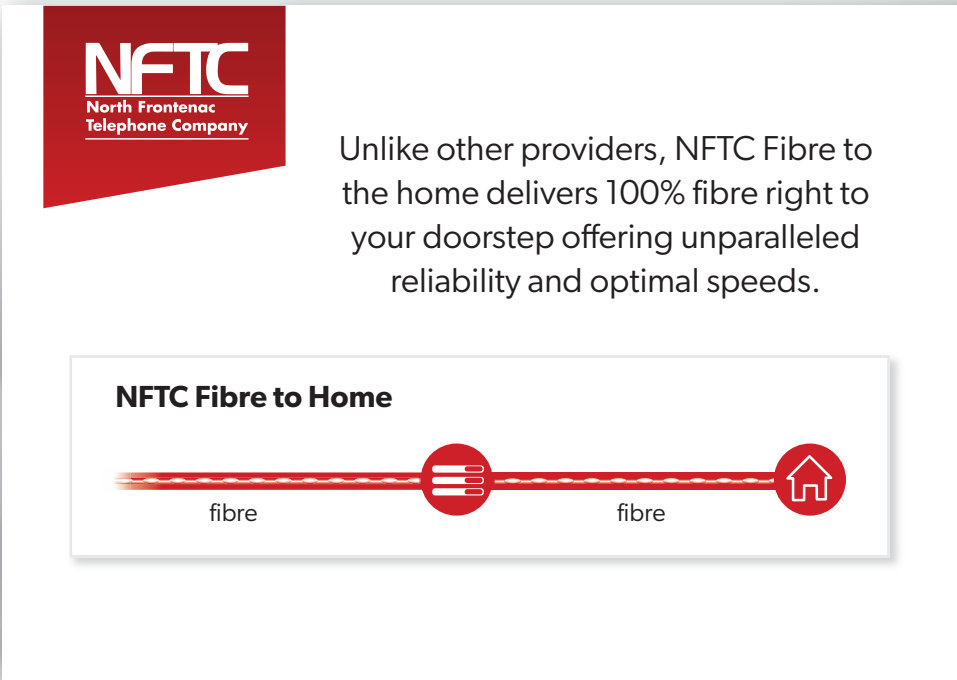 NFTC
North Frontenac
Telephone Company
Unlike other providers, NFTC Fibre to
the home delivers 100% fibre right to
your doorstep offering unparalleled
reliability and optimal speeds.
NFTC Fibre to Home
fibre
fibre